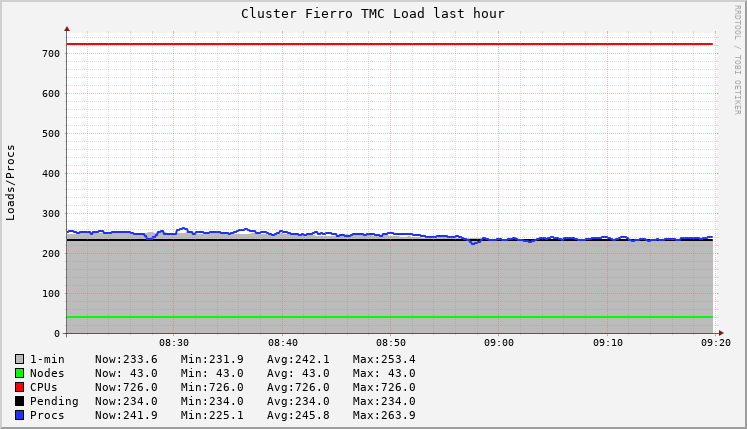 Cluster Fierro TMC Load last hour
RRDTOOL / TOBI OETIKER
Loads/Procs
700
600
500
400
300
200
100
0
08:30 08:40 08:50 09:00 09:10 09:20
1-min Now:233.6 Min:231.9 Avg:242.1 Max:253.4
Nodes Now: 43.0 Min: 43.0 Avg: 43.0 Max: 43.0
CPUs Now:726.0 Min:726.0 Avg:726.0 Max:726.0
Pending Now:234.0 Min:234.0 Avg:234.0 Max:234.0
Procs Now:241.9 Min:225.1 Avg:245.8 Max:263.9